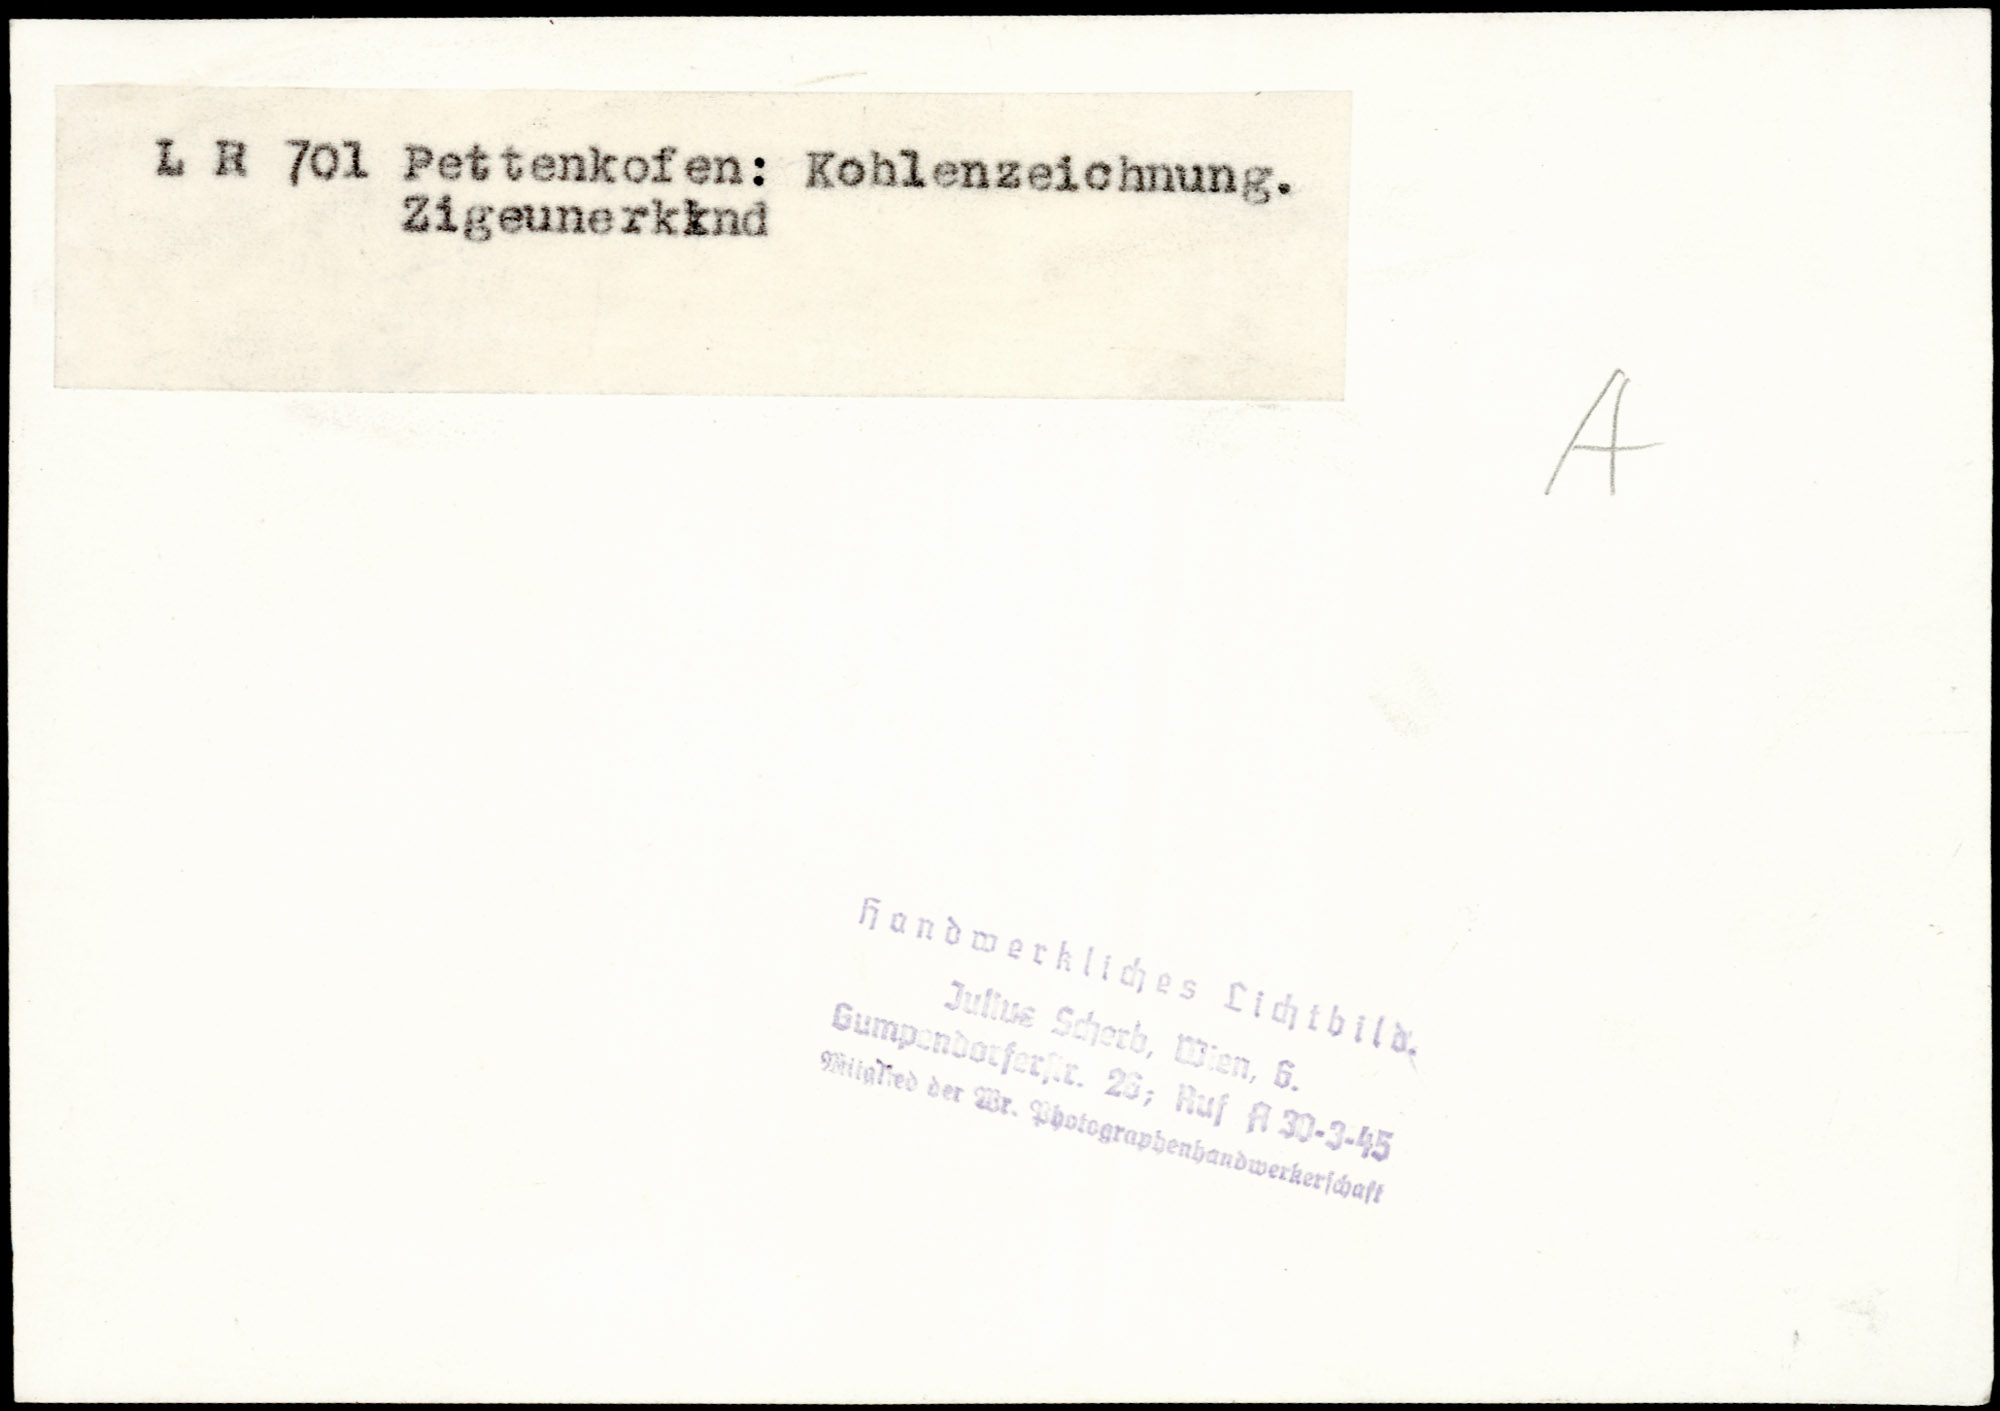 L R 701 Pettenkofen: Kohlenzeichnung.
Zigeunerkind
A
Handwerkliches Lichtbild.
Julius Scherb, Wien, 6.
Gumpendorferstr. 26; Ruf A 30-3-45
Mitglied der Wr. Photographenhandwerkerschaft